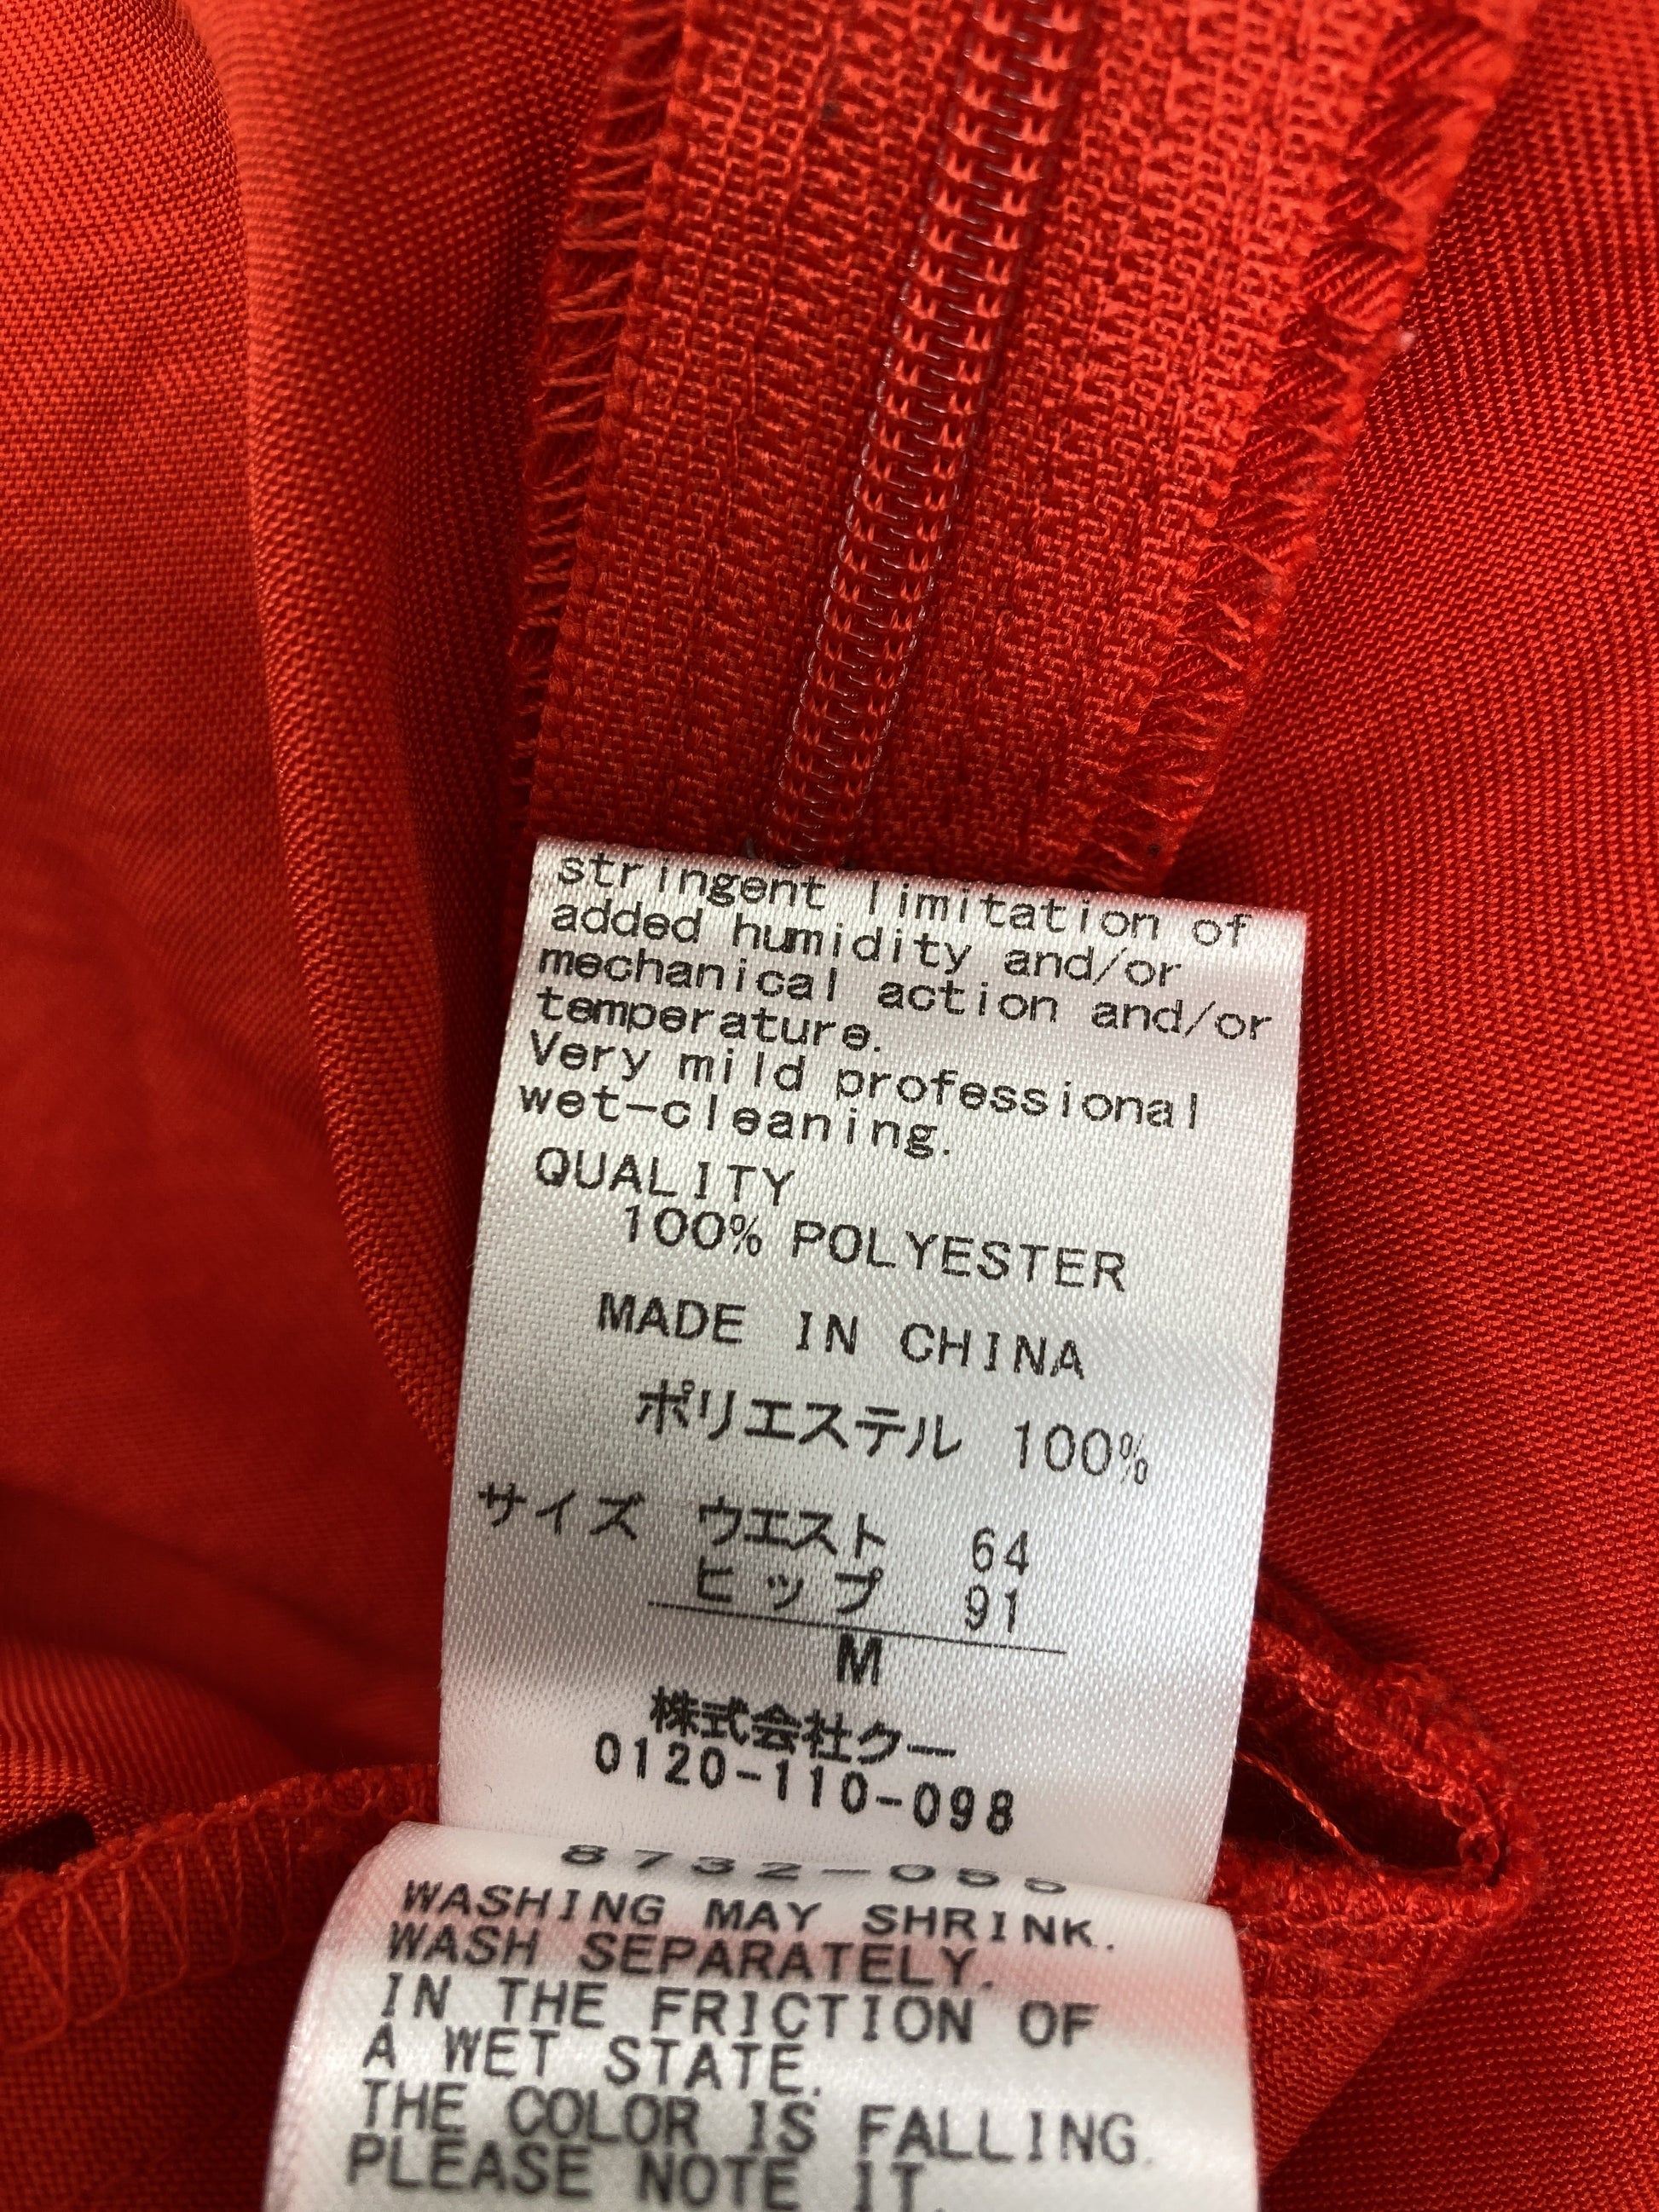 stringent limitation of
added humidity and/or
mechanical action and/or
temperature.
Very mild professional
wet-cleaning.
QUALITY
100% POLYESTER
MADE IN CHINA
ポリエステル 100%
サイズ ウエスト 64
ヒップ 91
M
株式会社クー
0120-110-098
8732-055
WASHING MAY SHRINK.
WASH SEPARATELY.
IN THE FRICTION OF
A WET STATE.
THE COLOR IS FALLING.
PLEASE NOTE IT.